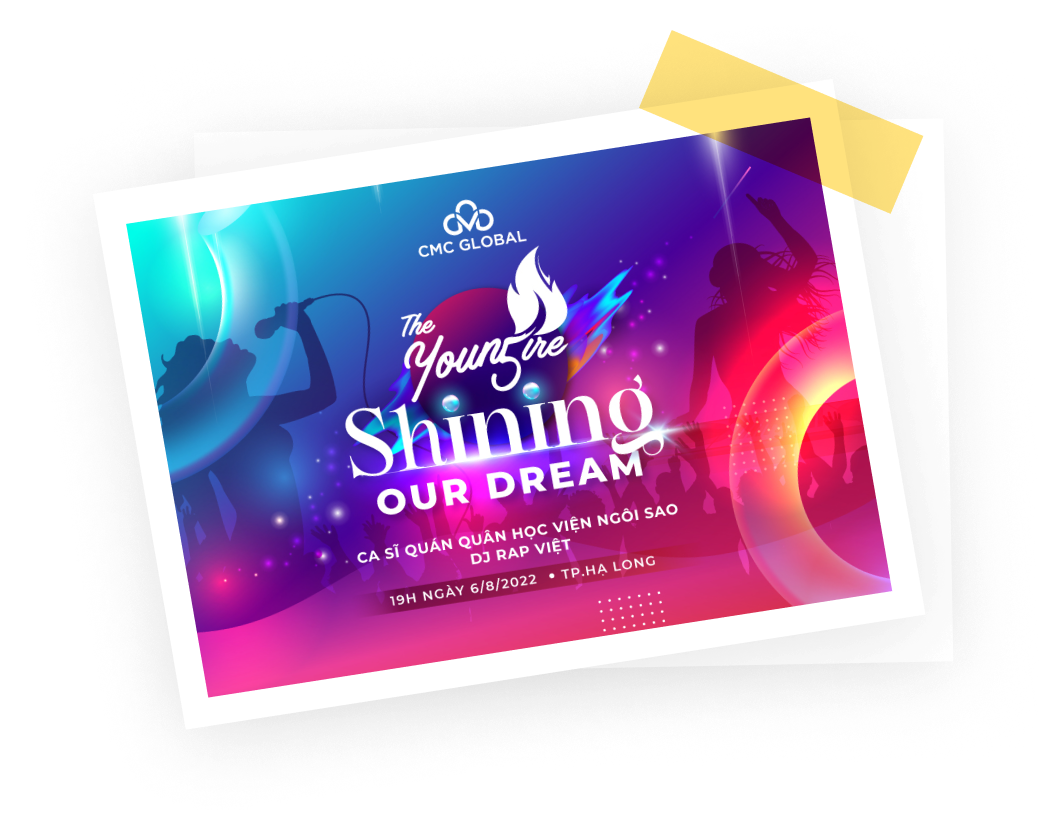 CMC GLOBAL
The
Youn5ire
Shining
OUR DREAM
CA SĨ QUÁN QUÂN HỌC VIỆN NGÔI SAO
DJ RAP VIỆT
19H NGÀY 6/8/2022 • TP.HẠ LONG